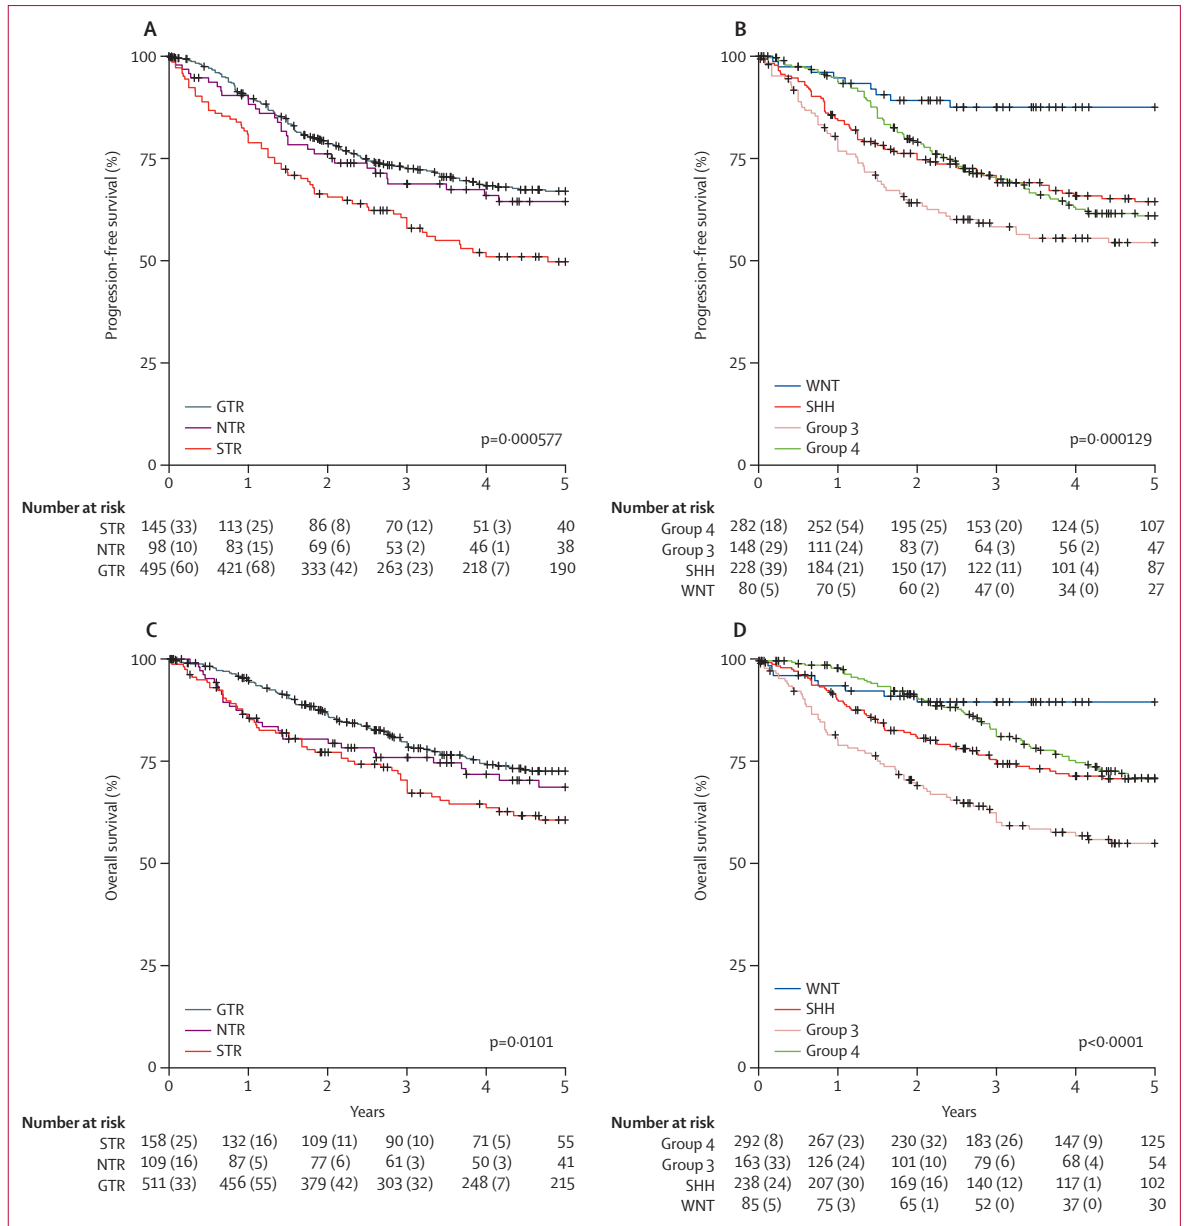 A
100
75
50
25
0
Progression-free survival (%)
GTR
NTR
STR
p=0·000577
0 1 2 3 4 5
Number at risk
STR 145 (33) 113 (25) 86 (8) 70 (12) 51 (3) 40
NTR 98 (10) 83 (15) 69 (6) 53 (2) 46 (1) 38
GTR 495 (60) 421 (68) 333 (42) 263 (23) 218 (7) 190
B
100
75
50
25
0
Progression-free survival (%)
WNT
SHH
Group 3
Group 4
p=0·000129
0 1 2 3 4 5
Number at risk
Group 4 282 (18) 252 (54) 195 (25) 153 (20) 124 (5) 107
Group 3 148 (29) 111 (24) 83 (7) 64 (3) 56 (2) 47
SHH 228 (39) 184 (21) 150 (17) 122 (11) 101 (4) 87
WNT 80 (5) 70 (5) 60 (2) 47 (0) 34 (0) 27
C
100
75
50
25
0
Overall survival (%)
GTR
NTR
STR
p=0·0101
0 1 2 3 4 5
Years
Number at risk
STR 158 (25) 132 (16) 109 (11) 90 (10) 71 (5) 55
NTR 109 (16) 87 (5) 77 (6) 61 (3) 50 (3) 41
GTR 511 (33) 456 (55) 379 (42) 303 (32) 248 (7) 215
D
100
75
50
25
0
Overall survival (%)
WNT
SHH
Group 3
Group 4
p<0·0001
0 1 2 3 4 5
Years
Number at risk
Group 4 292 (8) 267 (23) 230 (32) 183 (26) 147 (9) 125
Group 3 163 (33) 126 (24) 101 (10) 79 (6) 68 (4) 54
SHH 238 (24) 207 (30) 169 (16) 140 (12) 117 (1) 102
WNT 85 (5) 75 (3) 65 (1) 52 (0) 37 (0) 30